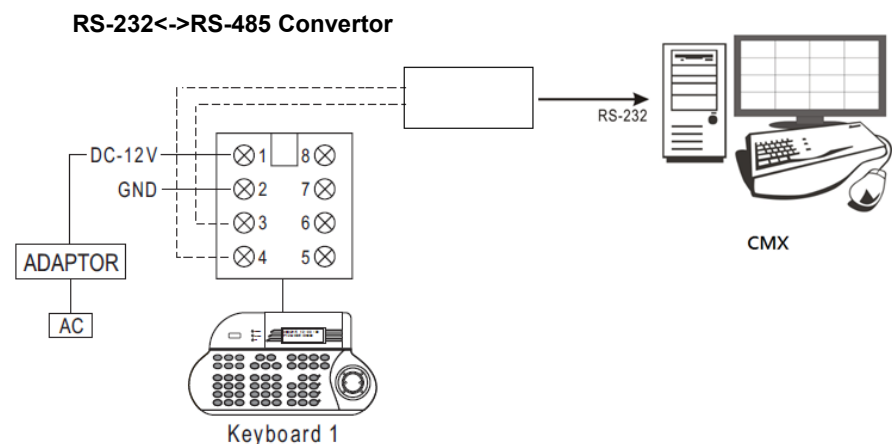 RS-232<->RS-485 Convertor
RS-232
DC-12V
1 8
GND
2 7
3 6
4 5
ADAPTOR
AC
CMX
Keyboard 1